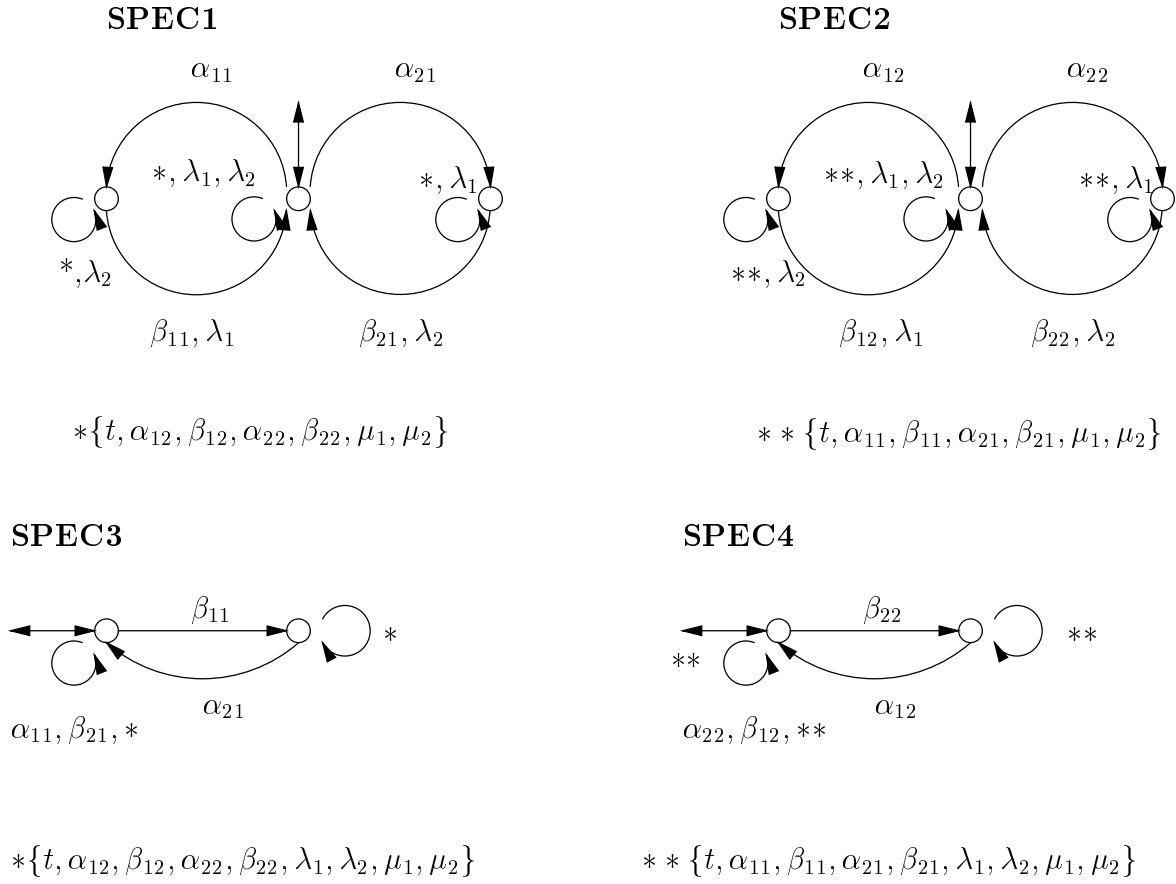 SPEC1
SPEC2
α₁₁ α₂₁
α₁₂ α₂₂
*, λ₁, λ₂
*, λ₁
**, λ₁, λ₂
**, λ₁
*, λ₂
**, λ₂
β₁₁, λ₁ β₂₁, λ₂
β₁₂, λ₁ β₂₂, λ₂
*{t, α₁₂, β₁₂, α₂₂, β₂₂, μ₁, μ₂}
**{t, α₁₁, β₁₁, α₂₁, β₂₁, μ₁, μ₂}
SPEC3
SPEC4
β₁₁
*
β₂₂
**
**
α₂₁
α₁₂
α₁₁, β₂₁, *
α₂₂, β₁₂, **
*{t, α₁₂, β₁₂, α₂₂, β₂₂, λ₁, λ₂, μ₁, μ₂}
**{t, α₁₁, β₁₁, α₂₁, β₂₁, λ₁, λ₂, μ₁, μ₂}